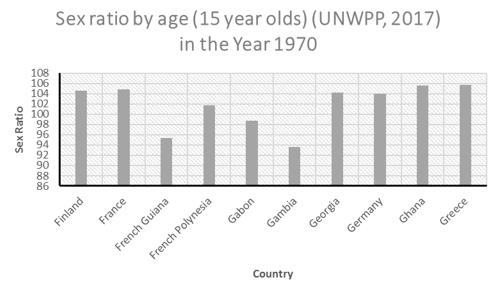 Sex ratio by age (15 year olds) (UNWPP, 2017)
in the Year 1970
Sex Ratio
108
106
104
102
100
98
96
94
92
90
88
86
Finland
France
French Guiana
French Polynesia
Gabon
Gambia
Georgia
Germany
Ghana
Greece
Country